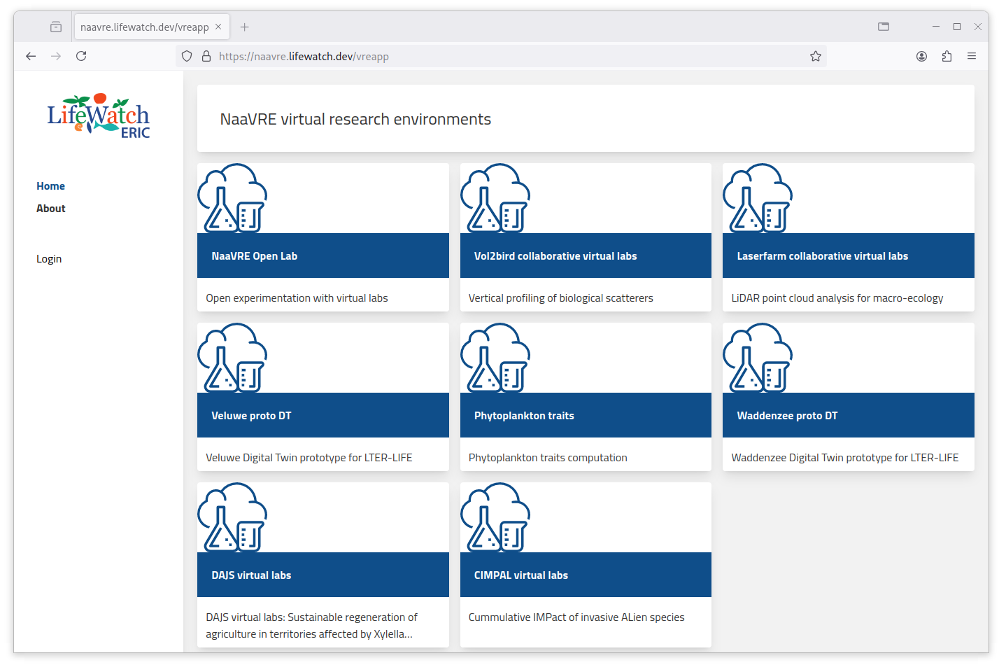 naavre.lifewatch.dev/vreapp
https://naavre.lifewatch.dev/vreapp
LifeWatch
ERIC
Home
About
Login
NaaVRE virtual research environments
NaaVRE Open Lab
Open experimentation with virtual labs
Vol2bird collaborative virtual labs
Vertical profiling of biological scatterers
Laserfarm collaborative virtual labs
LiDAR point cloud analysis for macro-ecology
Veluwe proto DT
Veluwe Digital Twin prototype for LTER-LIFE
Phytoplankton traits
Phytoplankton traits computation
Waddenzee proto DT
Waddenzee Digital Twin prototype for LTER-LIFE
DAJS virtual labs
DAJS virtual labs: Sustainable regeneration of
agriculture in territories affected by Xylella...
CIMPAL virtual labs
Cummulative IMPact of invasive ALien species